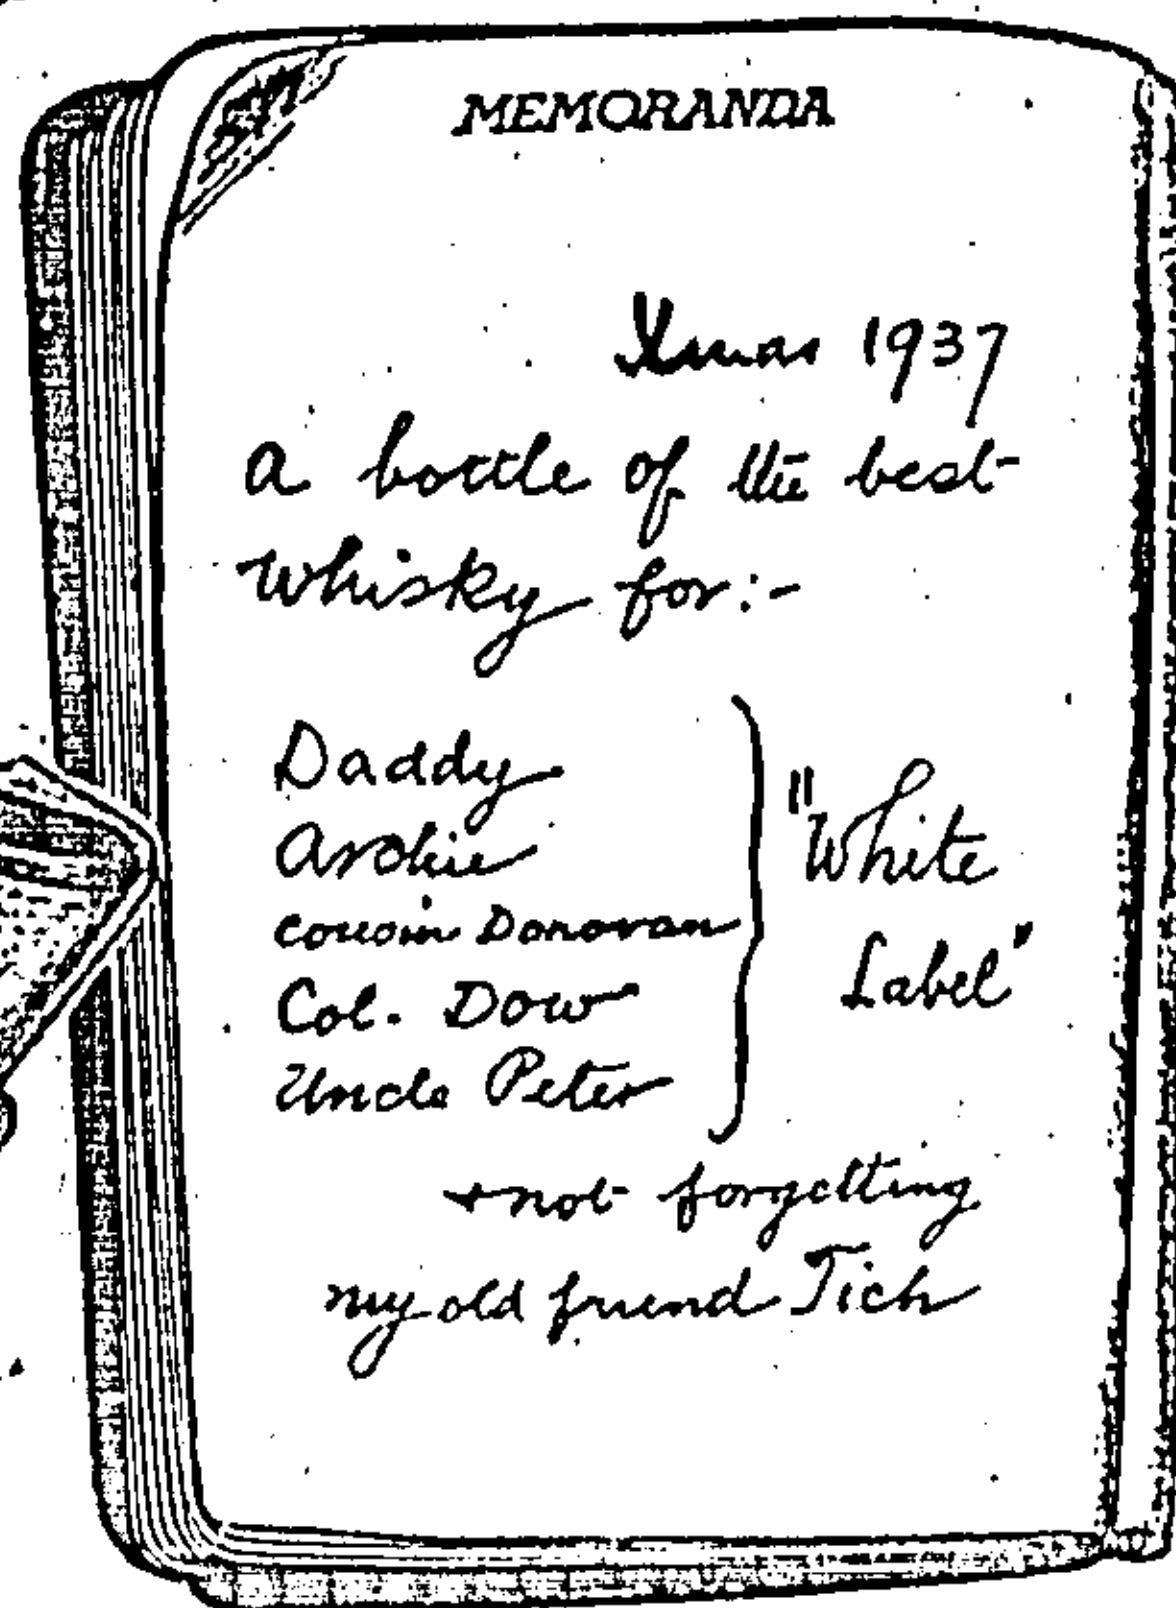 MEMORANDA
Xmas 1937
a bottle of the best
Whisky for:-
Daddy
Archie
Cousin Donovan
Col. Dow
Uncle Peter
"White
Label"
+ not forgetting
my old friend Tich